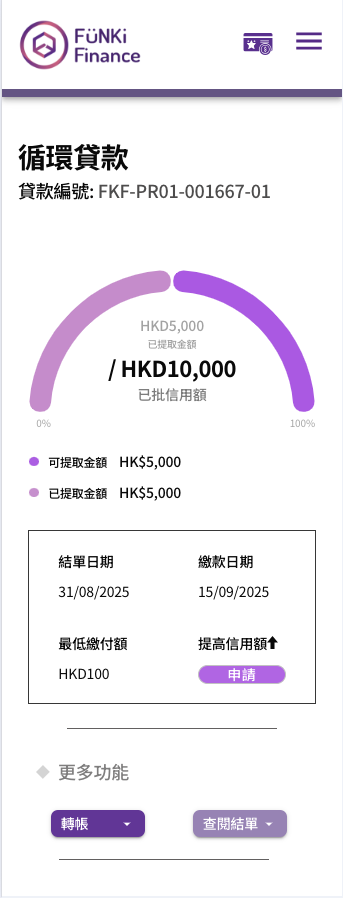 FüNKi
Finance
循環貸款
貸款編號: FKF-PR01-001667-01
HKD5,000
已提取金額
/ HKD10,000
已批信用額
0% 100%
可提取金額 HK$5,000
已提取金額 HK$5,000
結單日期 繳款日期
31/08/2025 15/09/2025
最低繳付額 提高信用額
HKD100 申請
更多功能
轉帳 查閱結單